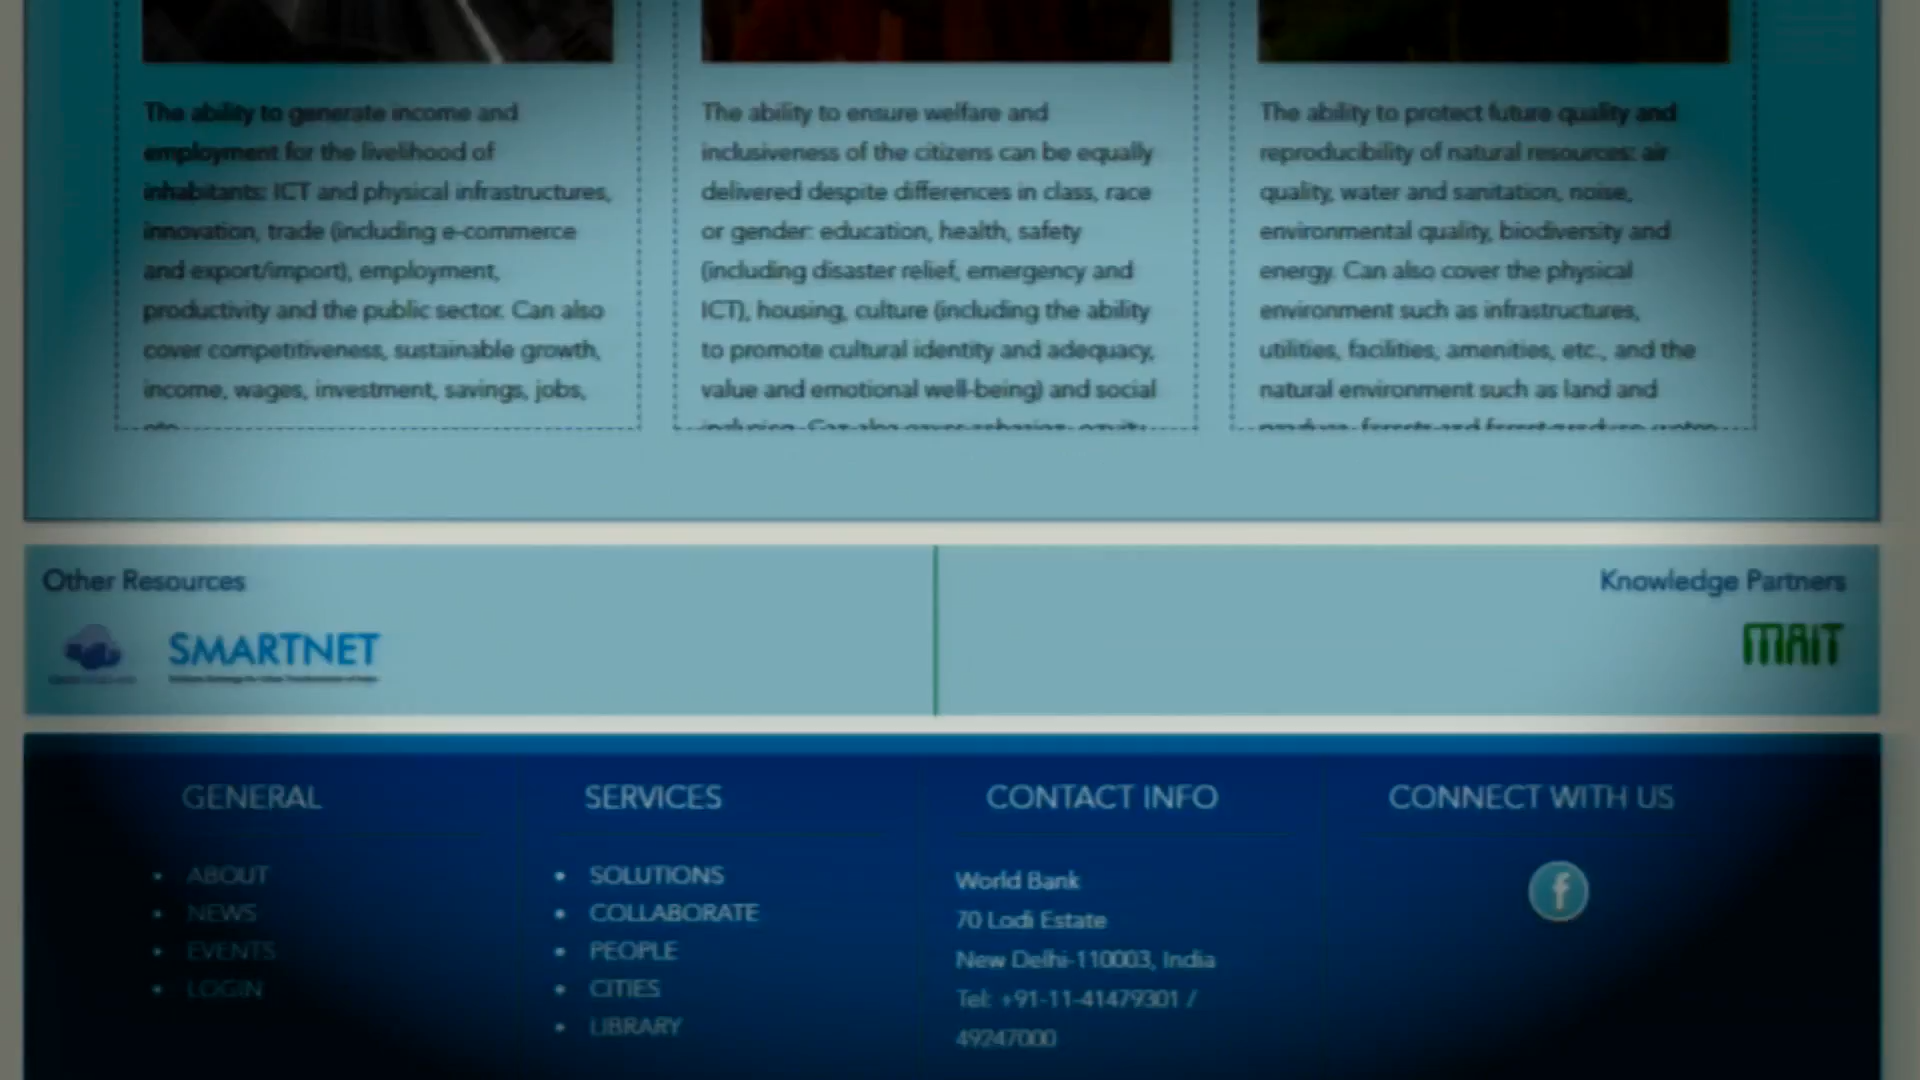 The ability to generate income and
employment for the livelihood of
inhabitants: ICT and physical infrastructures,
innovation, trade (including e-commerce
and export/import), employment,
productivity and the public sector. Can also
cover competitiveness, sustainable growth,
income, wages, investment, savings, jobs,
etc.
The ability to ensure welfare and
inclusiveness of the citizens can be equally
delivered despite differences in class, race
or gender: education, health, safety
(including disaster relief, emergency and
ICT), housing, culture (including the ability
to promote cultural identity and adequacy,
value and emotional well-being) and social
The ability to protect future quality and
reproducibility of natural resources: air
quality, water and sanitation, noise,
environmental quality, biodiversity and
energy. Can also cover the physical
environment such as infrastructures,
utilities, facilities, amenities, etc., and the
natural environment such as land and
Other Resources
SMARTNET
Knowledge Partners
MAIT
GENERAL
• ABOUT
• NEWS
• EVENTS
• LOGIN
SERVICES
• SOLUTIONS
• COLLABORATE
• PEOPLE
• CITIES
• LIBRARY
CONTACT INFO
World Bank
70 Lodi Estate
New Delhi-110003, India
Tel: +91-11-41479301 /
49247000
CONNECT WITH US
f